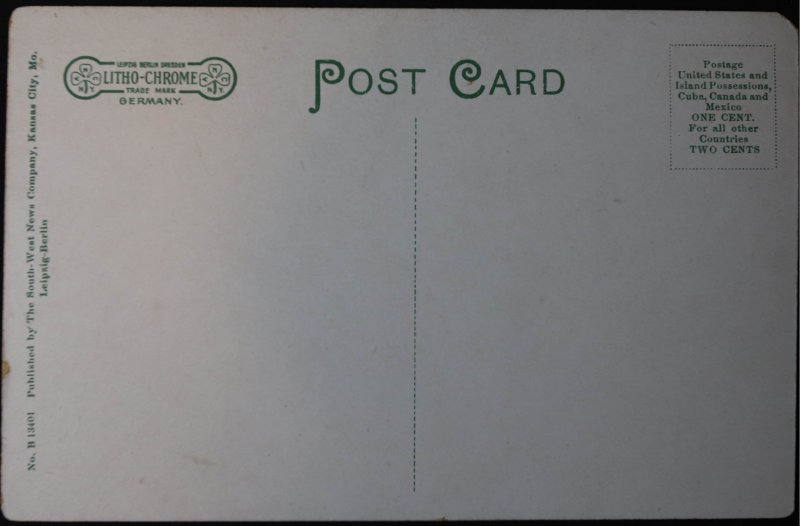 LEIPZIG BERLIN DRESDEN
LITHO-CHROME
TRADE MARK
GERMANY.
POST CARD
Postage
United States and
Island Possessions,
Cuba, Canada and
Mexico
ONE CENT.
For all other
Countries
TWO CENTS
No. B 13401 Published by The South-West News Company, Kansas City, Mo.
Leipzig-Berlin